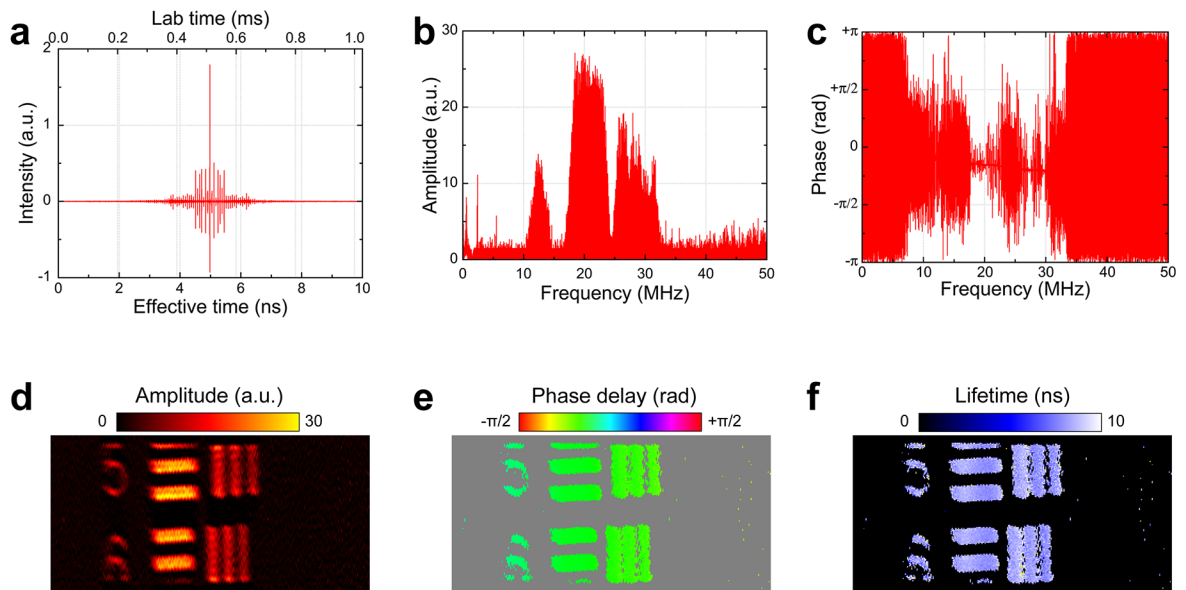 a
Lab time (ms)
0.0 0.2 0.4 0.6 0.8 1.0
Intensity (a.u.)
2
1
0
-1
0.0 2 4 6 8 10
Effective time (ns)
b
Amplitude (a.u.)
30
20
10
0
0 10 20 30 40 50
Frequency (MHz)
c
Phase (rad)
+π
+π/2
0
-π/2
-π
0 10 20 30 40 50
Frequency (MHz)
d
Amplitude (a.u.)
0 30
e
Phase delay (rad)
-π/2 +π/2
f
Lifetime (ns)
0 10